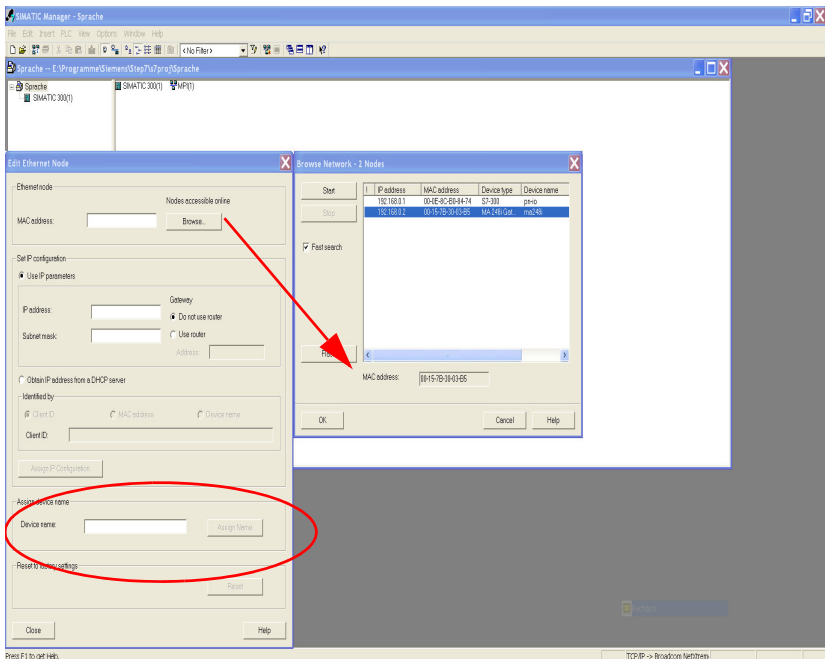 SIMATIC Manager - Sprache
File Edit Insert PLC View Options Window Help
< No Filter >
Sprache -- E:\Programme\Siemens\Step7\s7proj\Sprache
Sprache
SIMATIC 300(1)
SIMATIC 300(1) MPI(1)
Edit Ethernet Node
Ethernet node
Nodes accessible online
MAC address:
Browse...
Set IP configuration
Use IP parameters
IP address:
Subnet mask:
Gateway
Do not use router
Use router
Address:
Obtain IP address from a DHCP server
Identified by
Client ID MAC address Device name
Client ID:
Assign IP Configuration
Assign device name
Device name:
Assign Name
Reset to factory settings
Reset
Close Help
Browse Network - 2 Nodes
Start
Stop
Fast search
! IP address MAC address Device type Device name
192.168.0.1 00-0E-8C-B0-84-74 S7-300 pn-io
192.168.0.2 00-15-7B-30-03-B5 MA 248i Gat... ma248i
MAC address: 00-15-7B-30-03-B5
OK Cancel Help
Press F1 to get Help.
TCP/IP -> Broadcom NetXtrem